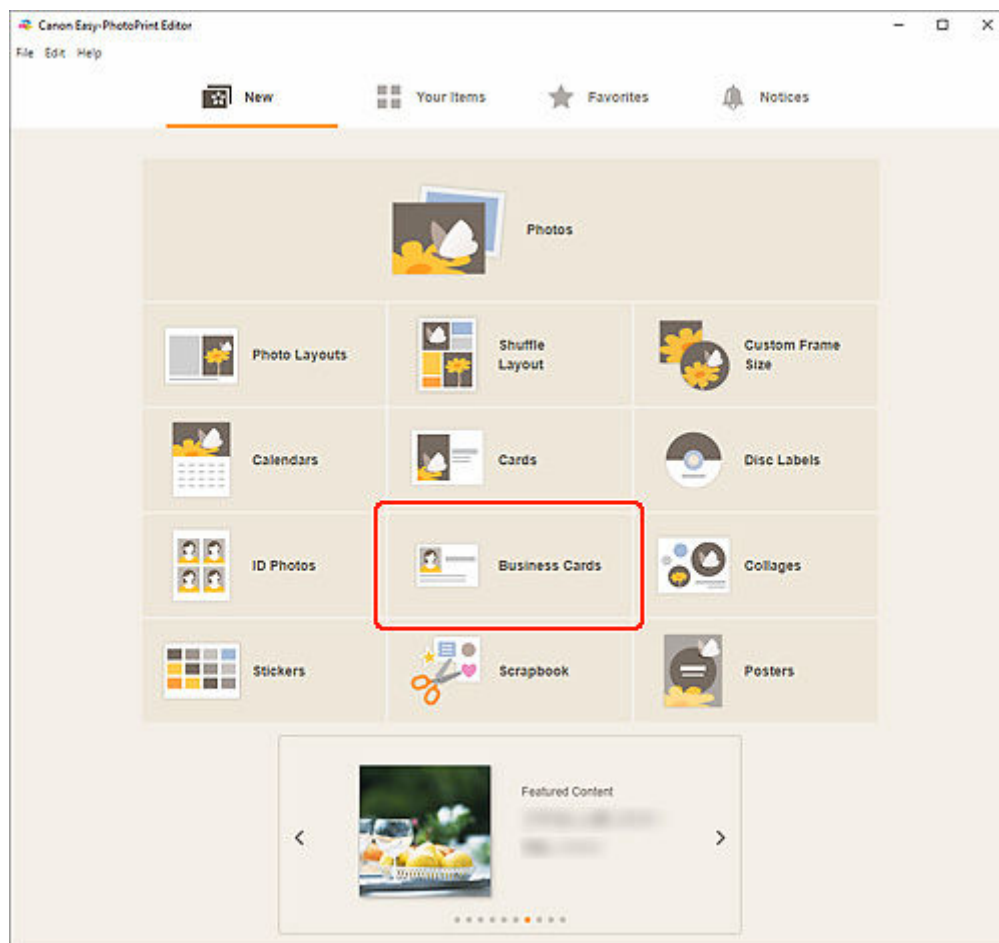 Canon Easy-PhotoPrint Editor
File Edit Help
New
Your Items
Favorites
Notices
Photos
Photo Layouts
Shuffle
Layout
Custom Frame
Size
Calendars
Cards
Disc Labels
ID Photos
Business Cards
Collages
Stickers
Scrapbook
Posters
Featured Content